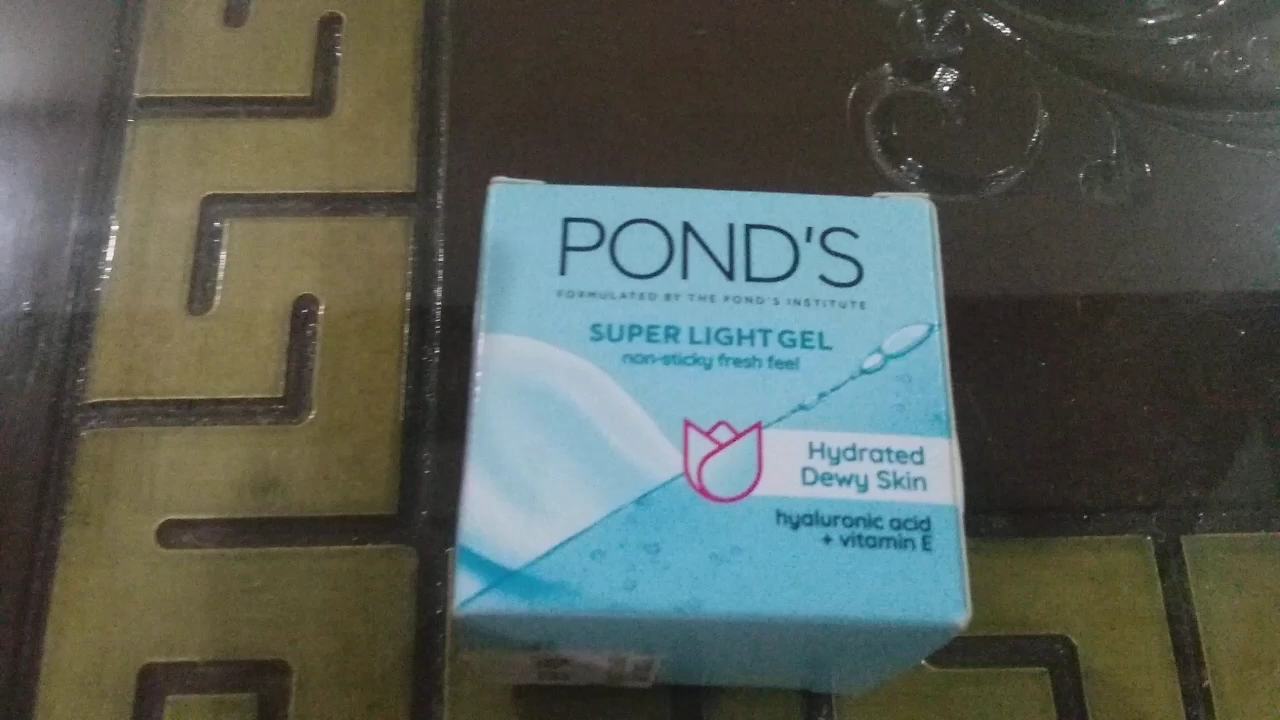 POND'S
FORMULATED BY THE POND'S INSTITUTE
SUPER LIGHT GEL
non-sticky fresh feel
Hydrated
Dewy Skin
hyaluronic acid
+ vitamin E